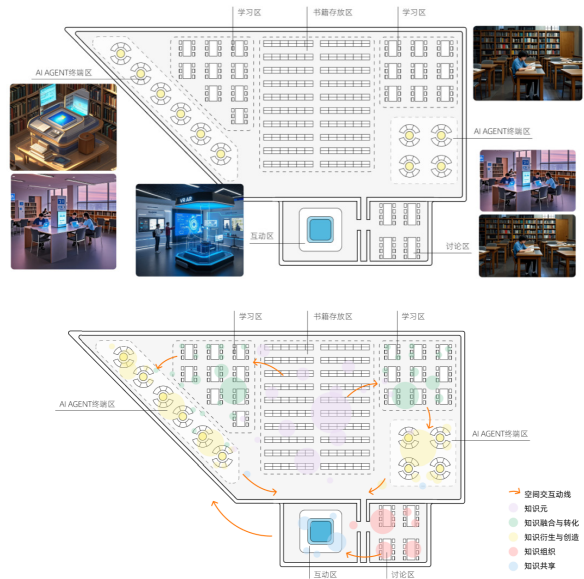 学习区
书籍存放区
学习区
AI AGENT终端区
AI AGENT终端区
VR AR
互动区
讨论区
学习区
书籍存放区
学习区
AI AGENT终端区
AI AGENT终端区
空间交互动线
知识元
知识融合与转化
知识衍生与创造
知识组织
知识共享
互动区
讨论区